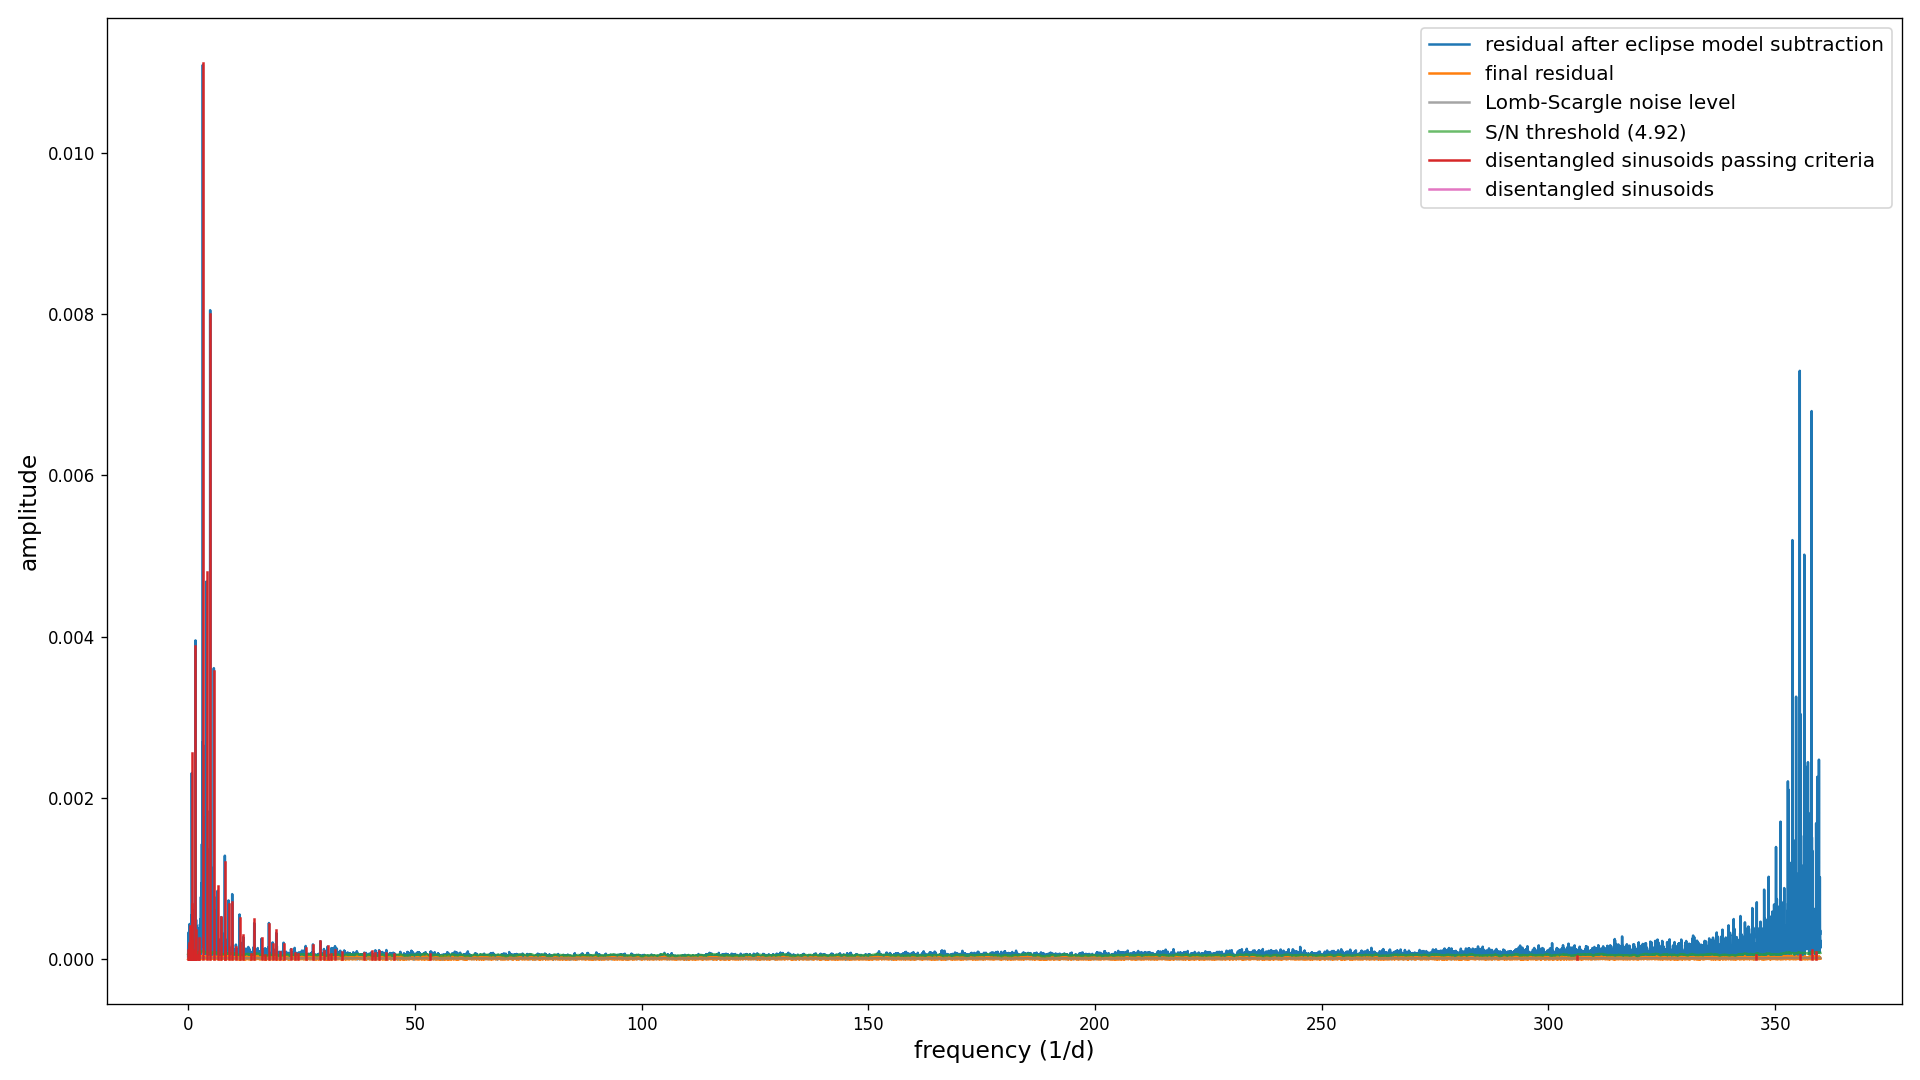 residual after eclipse model subtraction
final residual
Lomb-Scargle noise level
S/N threshold (4.92)
disentangled sinusoids passing criteria
disentangled sinusoids
0.010
0.008
0.006
0.004
0.002
0.000
amplitude
0 50 100 150 200 250 300 350
frequency (1/d)